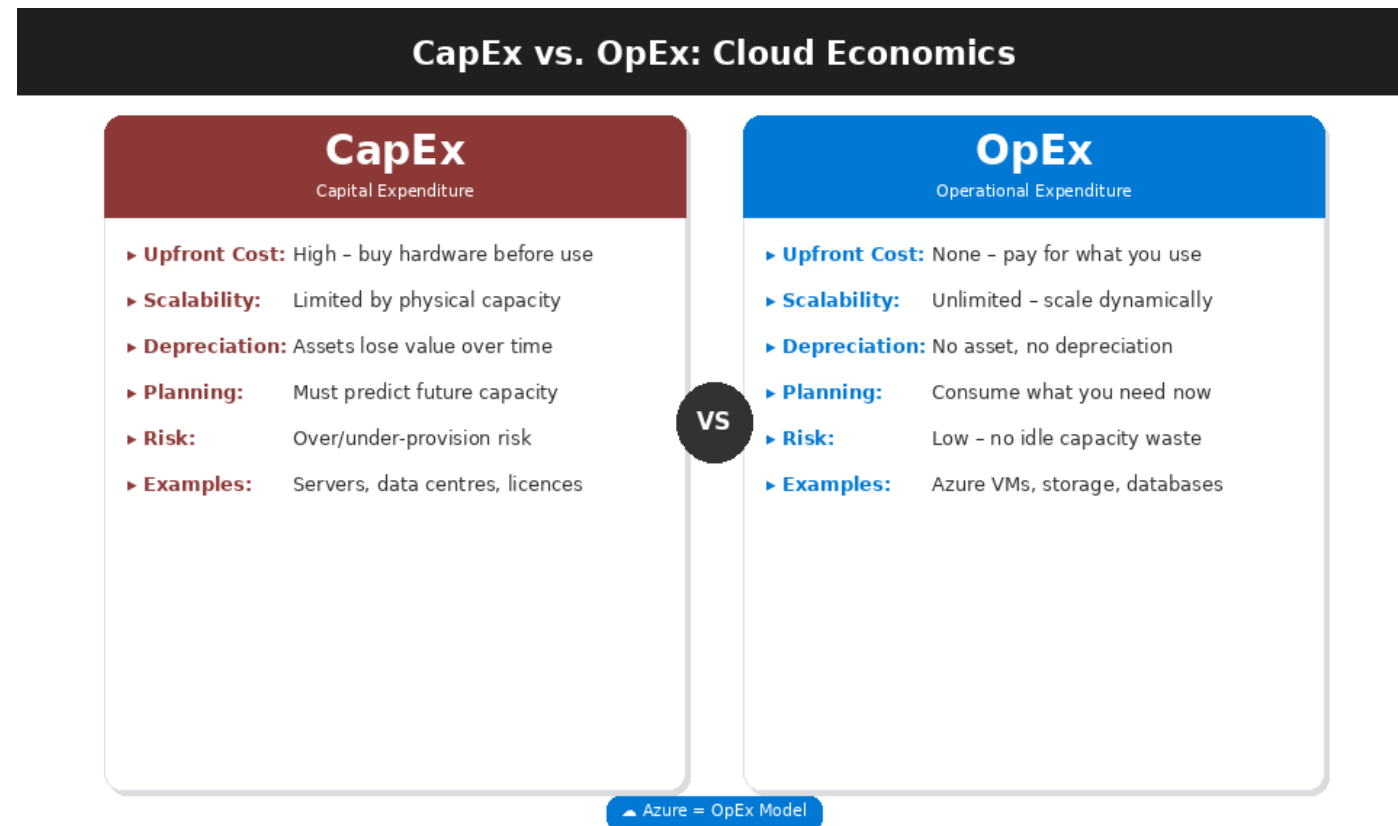 CapEx vs. OpEx: Cloud Economics
CapEx
Capital Expenditure
▸ Upfront Cost: High – buy hardware before use
▸ Scalability: Limited by physical capacity
▸ Depreciation: Assets lose value over time
▸ Planning: Must predict future capacity
▸ Risk: Over/under-provision risk
▸ Examples: Servers, data centres, licences
VS
OpEx
Operational Expenditure
▸ Upfront Cost: None – pay for what you use
▸ Scalability: Unlimited – scale dynamically
▸ Depreciation: No asset, no depreciation
▸ Planning: Consume what you need now
▸ Risk: Low – no idle capacity waste
▸ Examples: Azure VMs, storage, databases
☁ Azure = OpEx Model